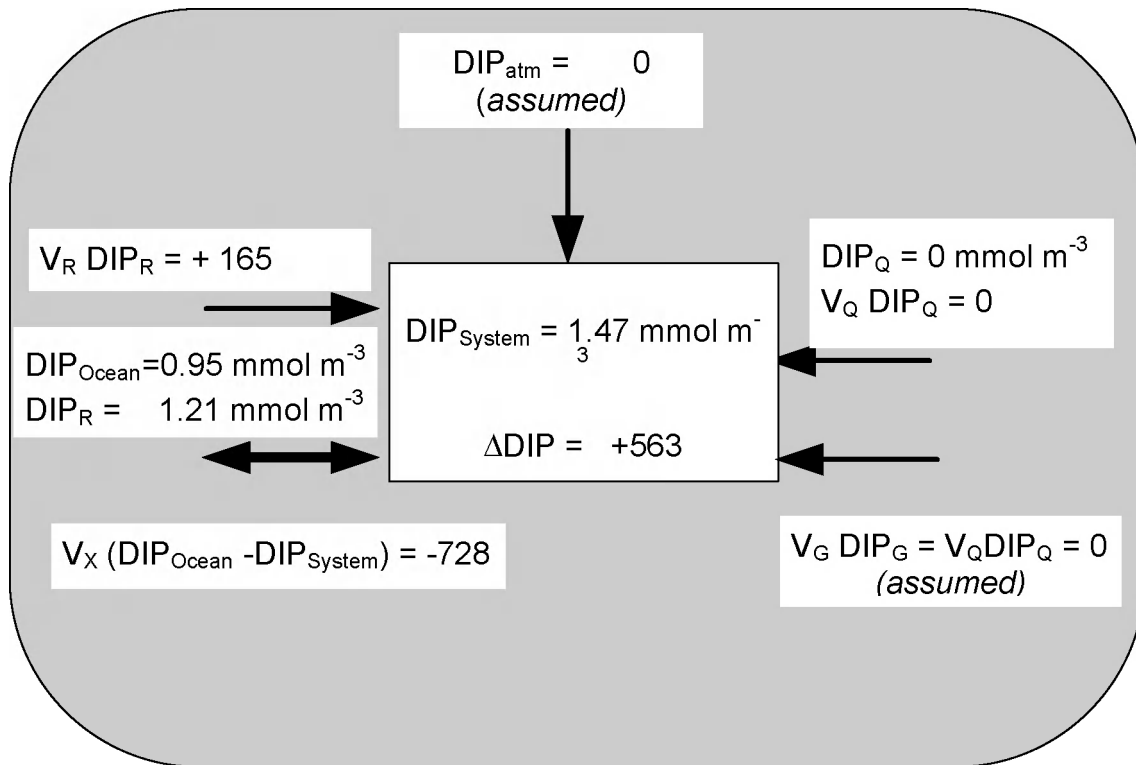 DIPatm = 0
(assumed)
VR DIPR = + 165
DIPOcean=0.95 mmol m-3
DIPR = 1.21 mmol m-3
DIPSystem = 1.47 mmol m-
3
ΔDIP = +563
DIPQ = 0 mmol m-3
VQ DIPQ = 0
VX (DIPOcean -DIPSystem) = -728
VG DIPG = VQDIPQ = 0
(assumed)